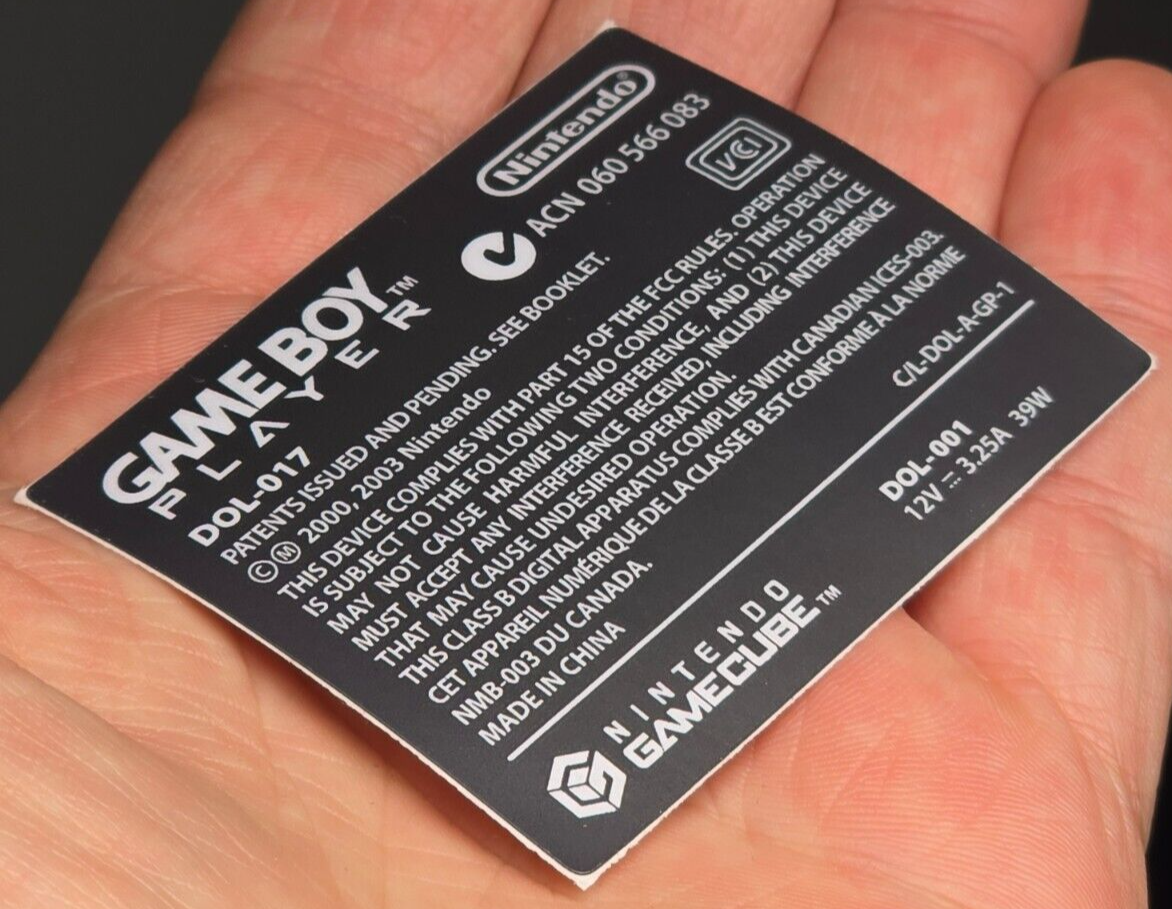 Nintendo®
ACN 060 566 083
VCI
GAME BOY™
PLAYER
DOL-017
PATENTS ISSUED AND PENDING. SEE BOOKLET.
ⒸⓂ 2000, 2003 Nintendo
THIS DEVICE COMPLIES WITH PART 15 OF THE FCC RULES. OPERATION
IS SUBJECT TO THE FOLLOWING TWO CONDITIONS: (1) THIS DEVICE
MAY NOT CAUSE HARMFUL INTERFERENCE, AND (2) THIS DEVICE
MUST ACCEPT ANY INTERFERENCE RECEIVED, INCLUDING INTERFERENCE
THAT MAY CAUSE UNDESIRED OPERATION.
THIS CLASS B DIGITAL APPARATUS COMPLIES WITH CANADIAN ICES-003.
CET APPAREIL NUMÉRIQUE DE LA CLASSE B EST CONFORME À LA NORME
NMB-003 DU CANADA.
MADE IN CHINA
C/L-DOL-A-GP-1
NINTENDO
GAMECUBE™
DOL-001
12V ⎓ 3.25A 39W